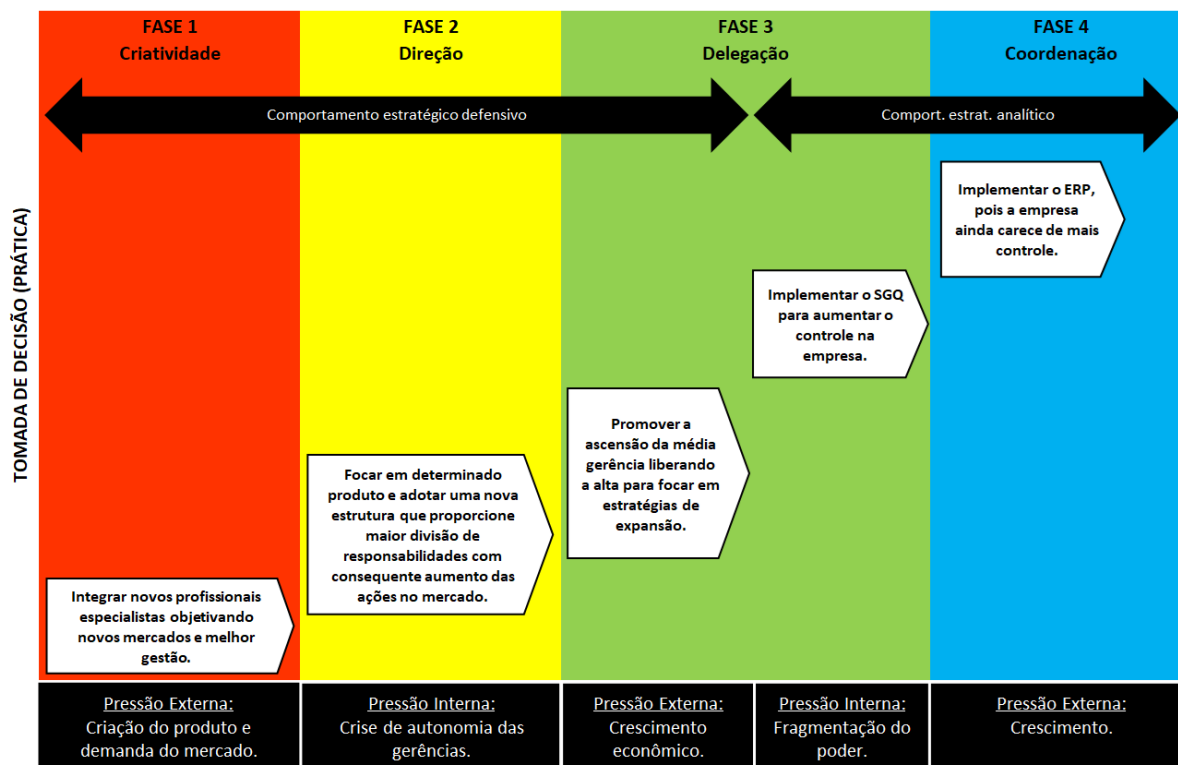 FASE 1
Criatividade
FASE 2
Direção
FASE 3
Delegação
FASE 4
Coordenação
Comportamento estratégico defensivo
Comport. estrat. analítico
TOMADA DE DECISÃO (PRÁTICA)
Implementar o ERP,
pois a empresa
ainda carece de mais
controle.
Implementar o SGQ
para aumentar o
controle na
empresa.
Promover a
ascensão da média
gerência liberando
a alta para focar em
estratégias de
expansão.
Focar em determinado
produto e adotar uma nova
estrutura que proporcione
maior divisão de
responsabilidades com
consequente aumento das
ações no mercado.
Integrar novos profissionais
especialistas objetivando
novos mercados e melhor
gestão.
Pressão Externa:
Criação do produto e
demanda do mercado.
Pressão Interna:
Crise de autonomia das
gerências.
Pressão Externa:
Crescimento
econômico.
Pressão Interna:
Fragmentação do
poder.
Pressão Externa:
Crescimento.